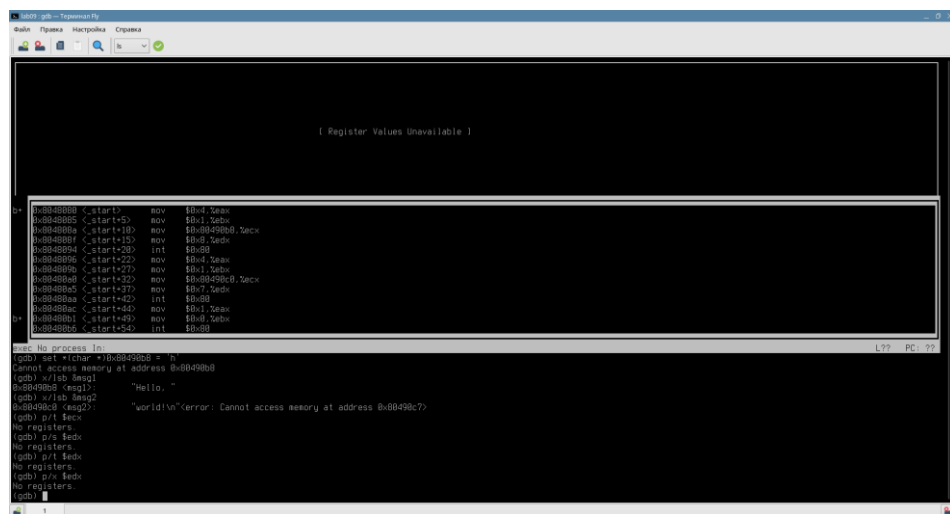 lab09 : gdb — Терминал Fly
Файл Правка Настройка Справка
ls
[ Register Values Unavailable ]
b+ 0x8048080 <_start> mov $0x4,%eax
0x8048085 <_start+5> mov $0x1,%ebx
0x804808a <_start+10> mov $0x80490b8,%ecx
0x804808f <_start+15> mov $0x8,%edx
0x8048094 <_start+20> int $0x80
0x8048096 <_start+22> mov $0x4,%eax
0x804809b <_start+27> mov $0x1,%ebx
0x80480a0 <_start+32> mov $0x80490c0,%ecx
0x80480a5 <_start+37> mov $0x7,%edx
0x80480aa <_start+42> int $0x80
0x80480ac <_start+44> mov $0x1,%eax
b+ 0x80480b1 <_start+49> mov $0x0,%ebx
0x80480b6 <_start+54> int $0x80
exec No process In: L?? PC: ??
(gdb) set *(char *)0x80490b8 = 'h'
Cannot access memory at address 0x80490b8
(gdb) x/1sb &msg1
0x80490b8 <msg1>: "Hello, "
(gdb) x/1sb &msg2
0x80490c0 <msg2>: "world!\n"<error: Cannot access memory at address 0x80490c7>
(gdb) p/t $ecx
No registers.
(gdb) p/s $edx
No registers.
(gdb) p/t $edx
No registers.
(gdb) p/x $edx
No registers.
(gdb)
1